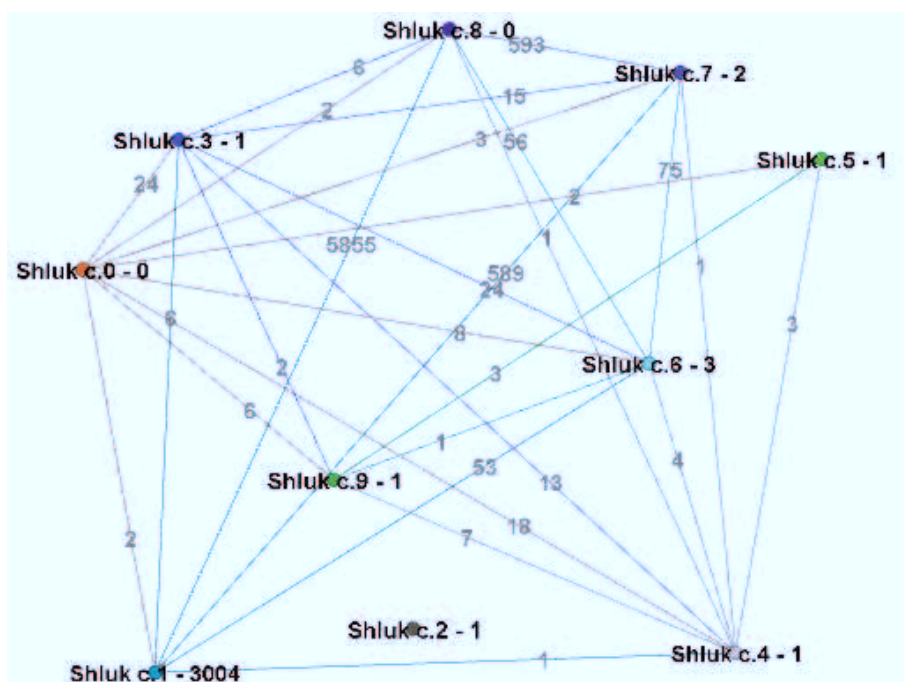 Shluk c.8 - 0
593
Shluk c.7 - 2
6
15
2
Shluk c.3 - 1
3
56
Shluk c.5 - 1
75
24
2
1
1
5855
Shluk c.0 - 0
589
24
6
8
3
2
3
Shluk c.6 - 3
6
1
4
53
Shluk c.9 - 1
13
2
18
7
Shluk c.2 - 1
Shluk c.4 - 1
1
Shluk c.1 - 3004